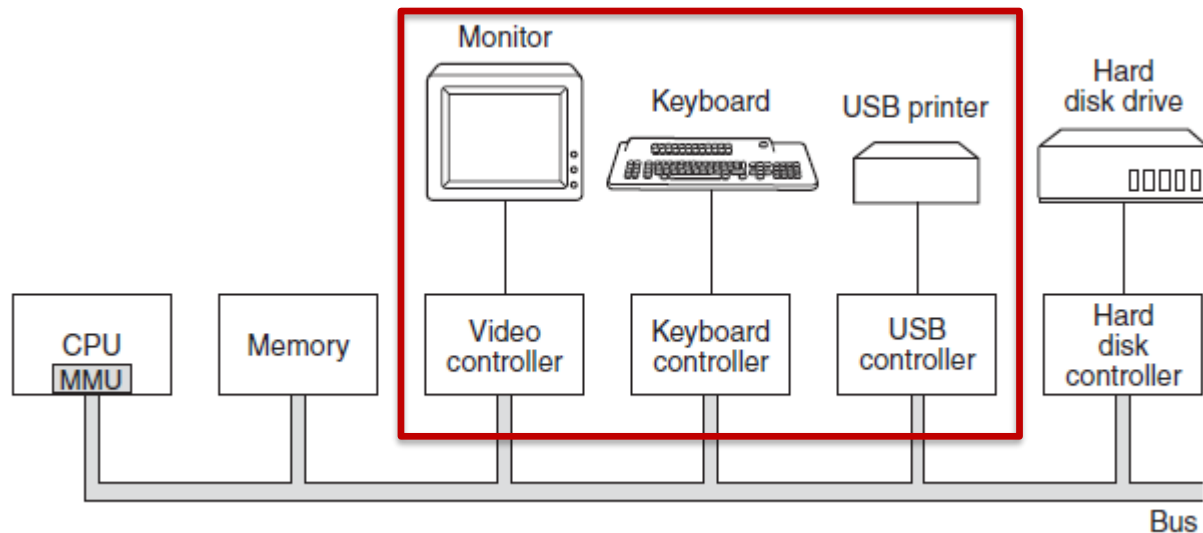 Monitor
Keyboard
USB printer
Hard
disk drive
CPU
MMU
Memory
Video
controller
Keyboard
controller
USB
controller
Hard
disk
controller
Bus